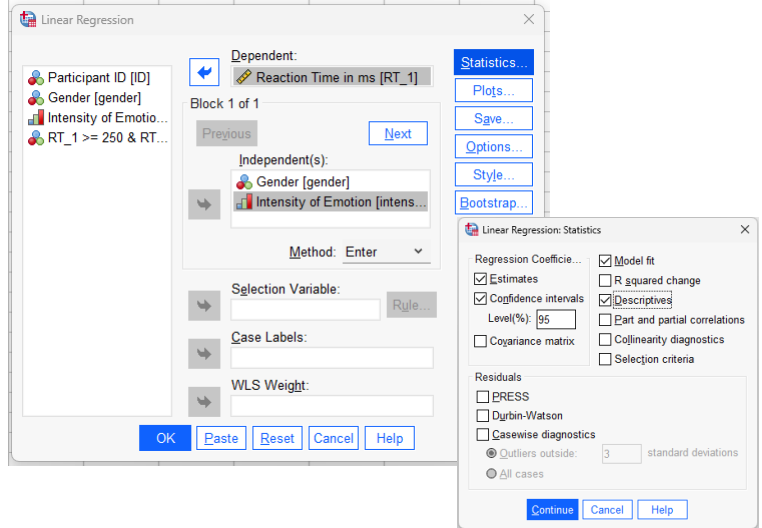 Linear Regression
Dependent:
Reaction Time in ms [RT_1]
Participant ID [ID]
Gender [gender]
Intensity of Emotio...
RT_1 >= 250 & RT...
Block 1 of 1
Previous
Next
Independent(s):
Gender [gender]
Intensity of Emotion [intens...
Method: Enter
Selection Variable:
Rule...
Case Labels:
WLS Weight:
Statistics...
Plots...
Save...
Options...
Style...
Bootstrap...
OK Paste Reset Cancel Help
Linear Regression: Statistics
Regression Coefficie...
Estimates
Confidence intervals
Level(%): 95
Covariance matrix
Model fit
R squared change
Descriptives
Part and partial correlations
Collinearity diagnostics
Selection criteria
Residuals
PRESS
Durbin-Watson
Casewise diagnostics
Outliers outside: 3 standard deviations
All cases
Continue Cancel Help